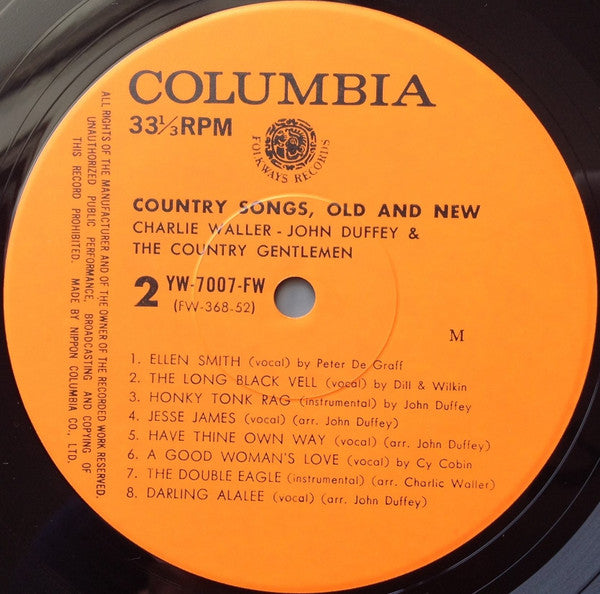 COLUMBIA
33⅓RPM
FOLKWAYS RECORDS
COUNTRY SONGS, OLD AND NEW
CHARLIE WALLER - JOHN DUFFEY &
THE COUNTRY GENTLEMEN
2 YW-7007-FW
(FW-368-52)
M
1. ELLEN SMITH (vocal) by Peter De Graff
2. THE LONG BLACK VELL (vocal) by Dill & Wilkin
3. HONKY TONK RAG (instrumental) by John Duffey
4. JESSE JAMES (vocal) (arr. John Duffey)
5. HAVE THINE OWN WAY (vocal) (arr. John Duffey)
6. A GOOD WOMAN'S LOVE (vocal) by Cy Cobin
7. THE DOUBLE EAGLE (instrumental) (arr. Charlic Waller)
8. DARLING ALALEE (vocal) (arr. John Duffey)
ALL RIGHTS OF THE MANUFACTURER AND OF THE OWNER OF THE RECORDED WORK RESERVED.
UNAUTHORIZED PUBLIC PERFORMANCE, BROADCASTING AND COPYING OF
THIS RECORD PROHIBITED. MADE BY NIPPON COLUMBIA CO., LTD.